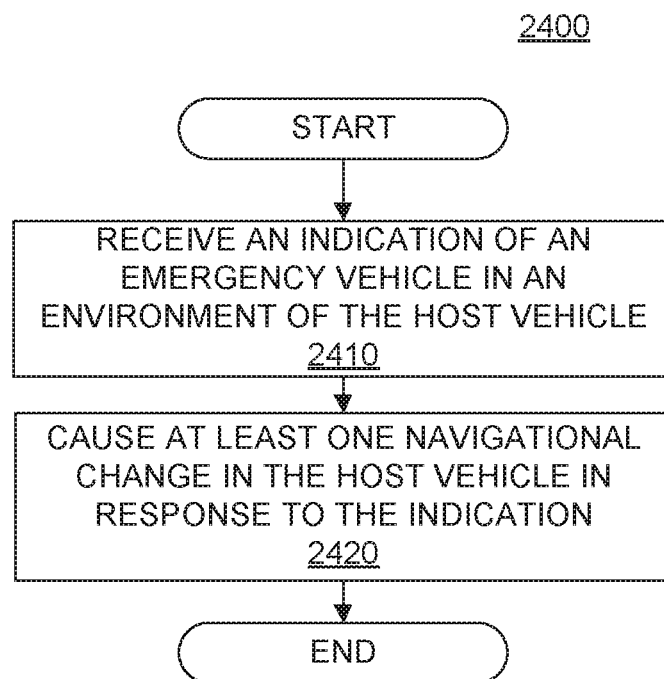 2400
START
RECEIVE AN INDICATION OF AN
EMERGENCY VEHICLE IN AN
ENVIRONMENT OF THE HOST VEHICLE
2410
CAUSE AT LEAST ONE NAVIGATIONAL
CHANGE IN THE HOST VEHICLE IN
RESPONSE TO THE INDICATION
2420
END